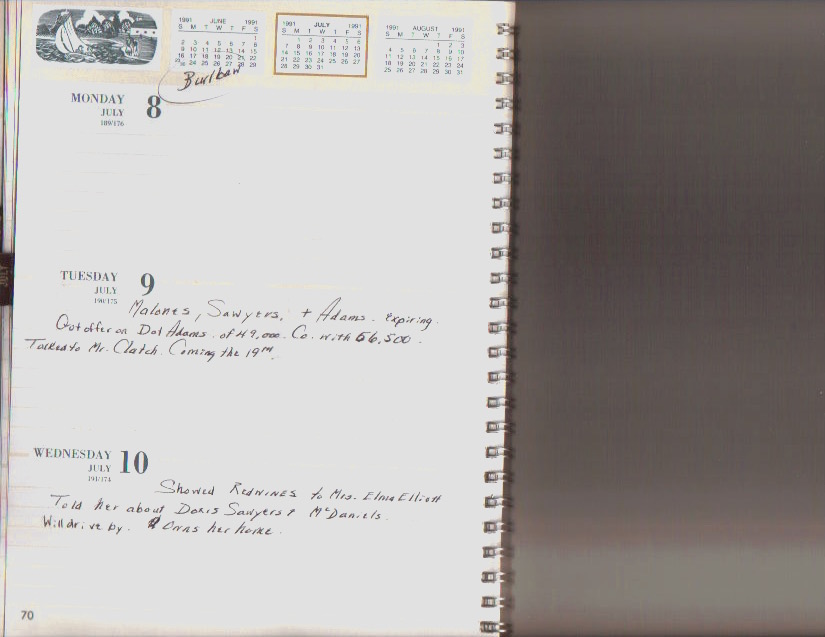 1991 JUNE 1991
S M T W T F S
1
2 3 4 5 6 7 8
9 10 11 12 13 14 15
16 17 18 19 20 21 22
23 30 24 25 26 27 28 29
1991 JULY 1991
S M T W T F S
1 2 3 4 5 6
7 8 9 10 11 12 13
14 15 16 17 18 19 20
21 22 23 24 25 26 27
28 29 30 31
1991 AUGUST 1991
S M T W T F S
1 2 3
4 5 6 7 8 9 10
11 12 13 14 15 16 17
18 19 20 21 22 23 24
25 26 27 28 29 30 31
Burlbaw
MONDAY 8
JULY
189/176
TUESDAY 9
JULY
190/175
Malones, Sawyers, + Adams. Expiring.
Got offer on Dot Adams. of 49,000. Co. with 56,500.
Talked to Mr. Clatch. Coming the 19th.
WEDNESDAY 10
JULY
191/174
Showed REDWINES to Mrs. Elma Elliott
Told her about Doris Sawyers + McDaniels.
Will drive by. Owns her home.
70
JULY